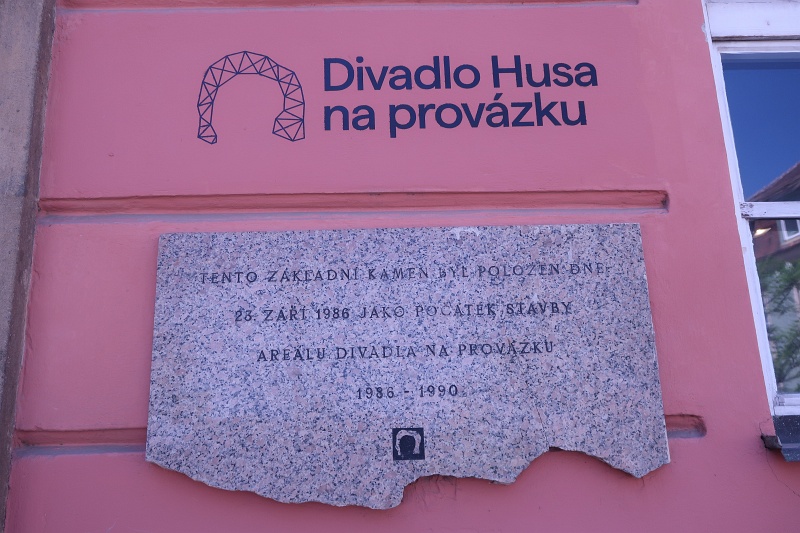 Divadlo Husa
na provázku
TENTO ZÁKLADNÍ KÁMEN BYL POLOŽEN DNE
23. ZÁŘÍ 1986 JAKO POČÁTEK STAVBY
AREÁLU DIVADLA NA PROVÁZKU
1986 - 1990